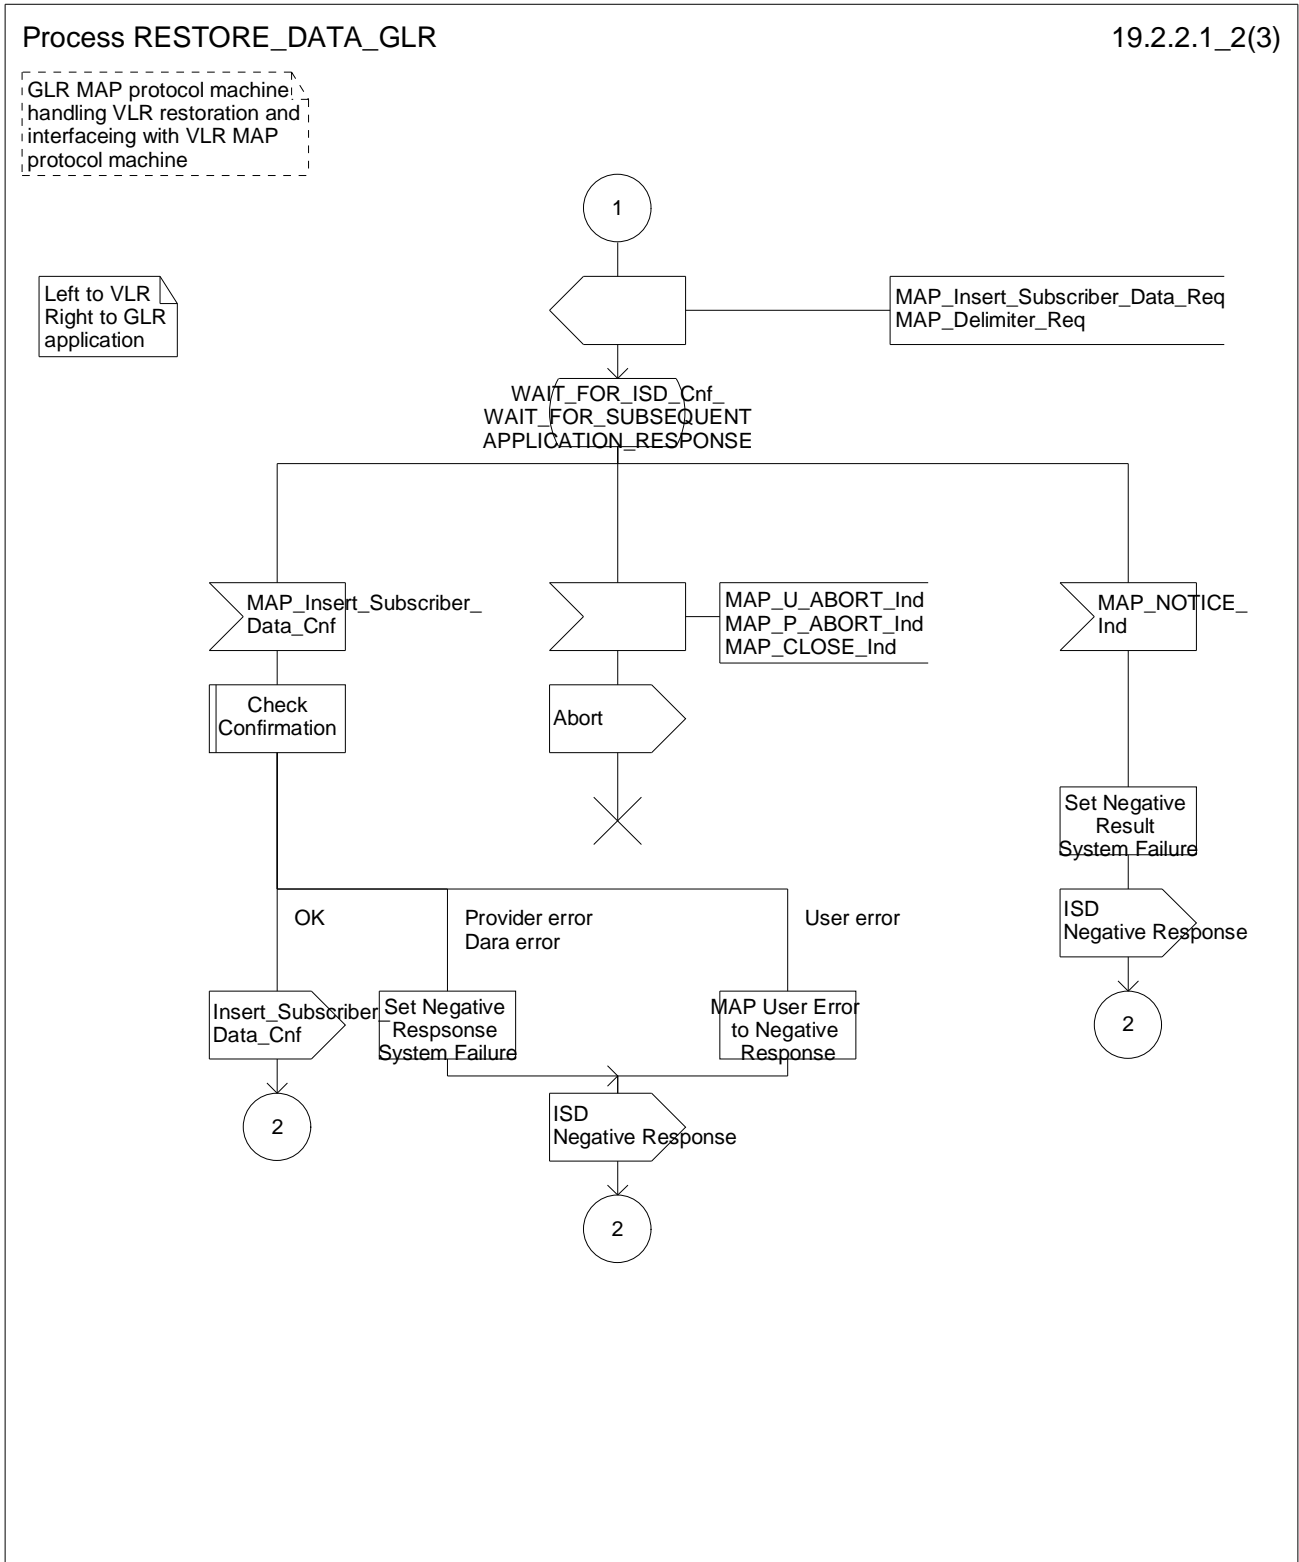 Process RESTORE_DATA_GLR
19.2.2.1_2(3)
GLR MAP protocol machine
handling VLR restoration and
interfaceing with VLR MAP
protocol machine
1
Left to VLR
Right to GLR
application
MAP_Insert_Subscriber_Data_Req
MAP_Delimiter_Req
WAIT_FOR_ISD_Cnf_
WAIT_FOR_SUBSEQUENT
APPLICATION_RESPONSE
MAP_Insert_Subscriber_
Data_Cnf
MAP_U_ABORT_Ind
MAP_P_ABORT_Ind
MAP_CLOSE_Ind
MAP_NOTICE_
Ind
Check
Confirmation
Abort
Set Negative
Result
System Failure
OK
Provider error
Dara error
User error
ISD
Negative Response
Insert_Subscriber_
Data_Cnf
Set Negative
Respsonse
System Failure
MAP User Error
to Negative
Response
2
2
ISD
Negative Response
2